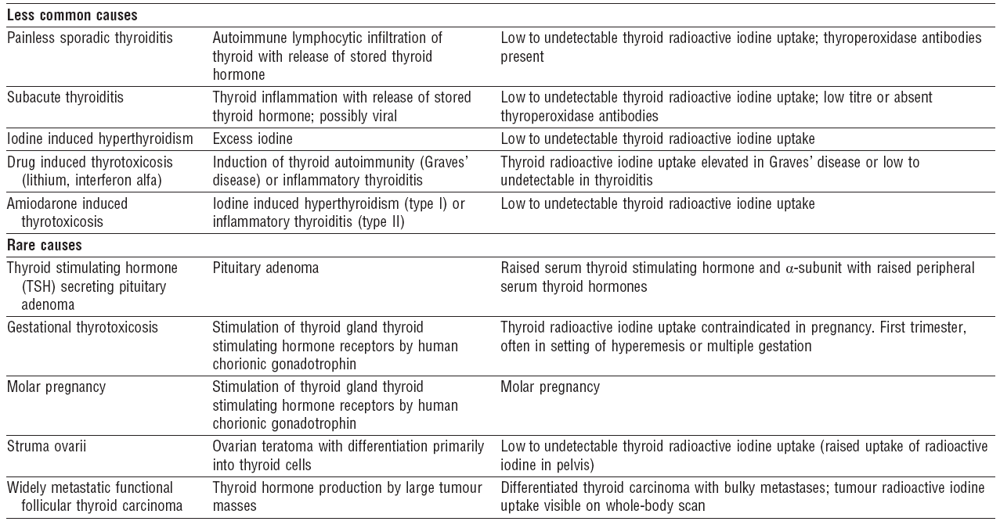 Less common causes
Painless sporadic thyroiditis
Autoimmune lymphocytic infiltration of
thyroid with release of stored thyroid
hormone
Low to undetectable thyroid radioactive iodine uptake; thyroperoxidase antibodies
present
Subacute thyroiditis
Thyroid inflammation with release of stored
thyroid hormone; possibly viral
Low to undetectable thyroid radioactive iodine uptake; low titre or absent
thyroperoxidase antibodies
Iodine induced hyperthyroidism
Excess iodine
Low to undetectable thyroid radioactive iodine uptake
Drug induced thyrotoxicosis
(lithium, interferon alfa)
Induction of thyroid autoimmunity (Graves’
disease) or inflammatory thyroiditis
Thyroid radioactive iodine uptake elevated in Graves’ disease or low to
undetectable in thyroiditis
Amiodarone induced
thyrotoxicosis
Iodine induced hyperthyroidism (type I) or
inflammatory thyroiditis (type II)
Low to undetectable thyroid radioactive iodine uptake
Rare causes
Thyroid stimulating hormone
(TSH) secreting pituitary
adenoma
Pituitary adenoma
Raised serum thyroid stimulating hormone and α-subunit with raised peripheral
serum thyroid hormones
Gestational thyrotoxicosis
Stimulation of thyroid gland thyroid
stimulating hormone receptors by human
chorionic gonadotrophin
Thyroid radioactive iodine uptake contraindicated in pregnancy. First trimester,
often in setting of hyperemesis or multiple gestation
Molar pregnancy
Stimulation of thyroid gland thyroid
stimulating hormone receptors by human
chorionic gonadotrophin
Molar pregnancy
Struma ovarii
Ovarian teratoma with differentiation primarily
into thyroid cells
Low to undetectable thyroid radioactive iodine uptake (raised uptake of radioactive
iodine in pelvis)
Widely metastatic functional
follicular thyroid carcinoma
Thyroid hormone production by large tumour
masses
Differentiated thyroid carcinoma with bulky metastases; tumour radioactive iodine
uptake visible on whole-body scan